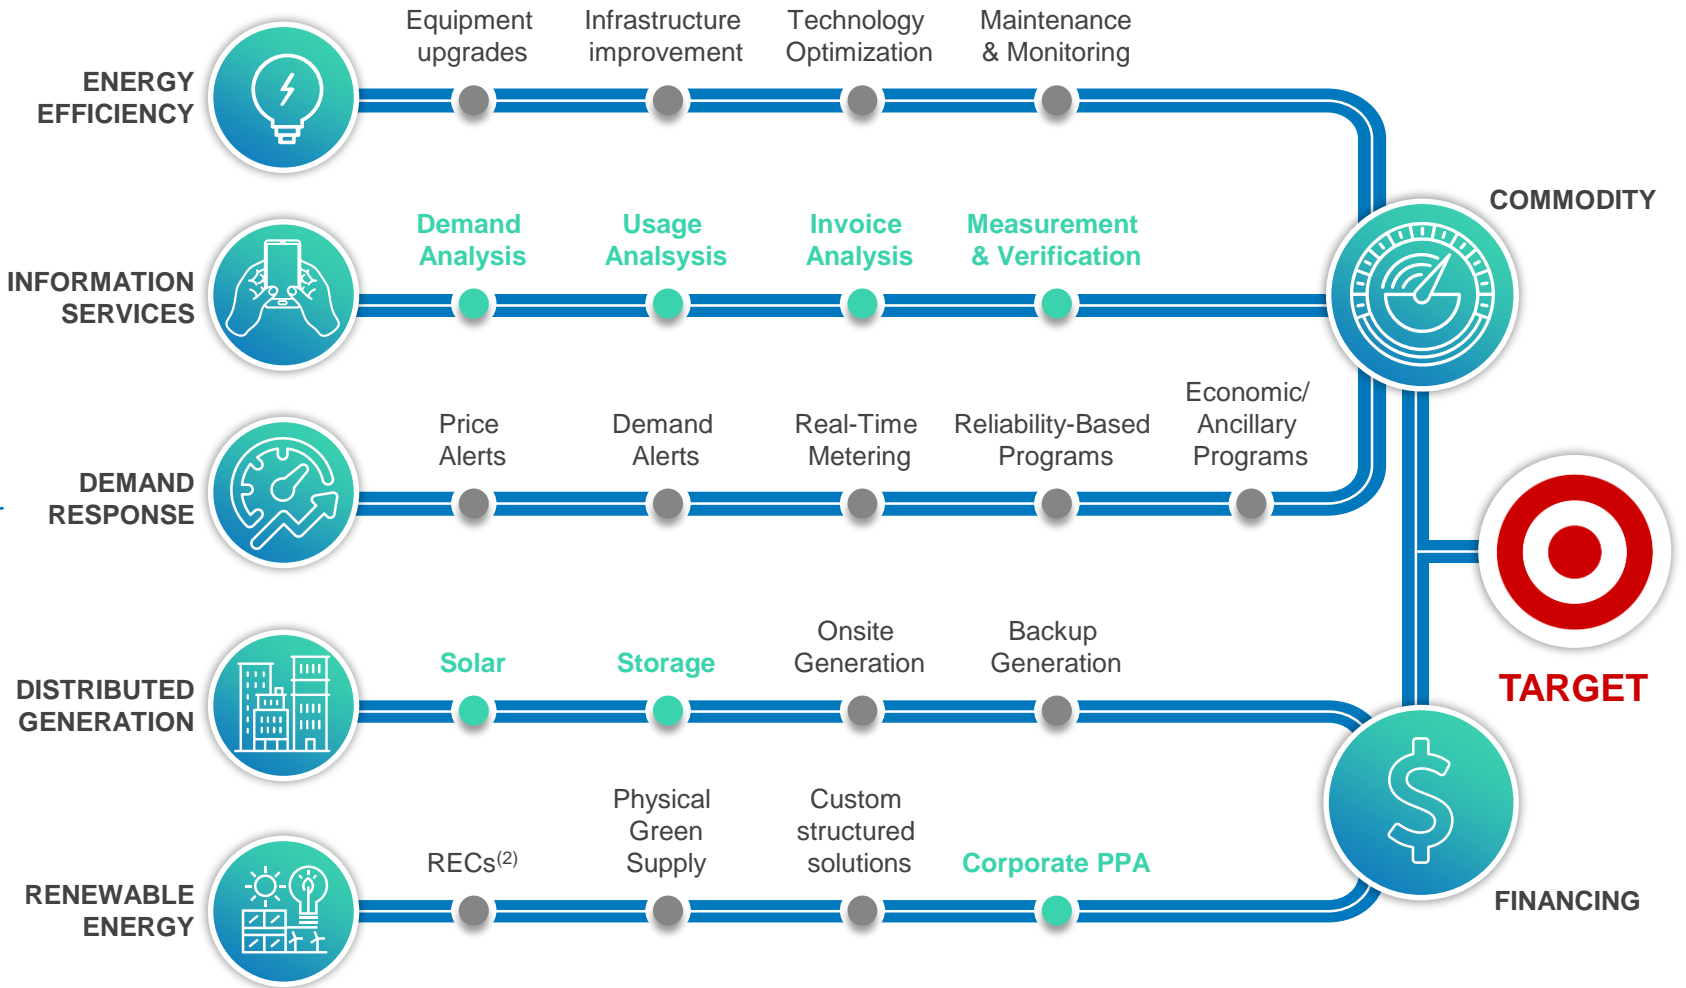 ENERGY
EFFICIENCY
Equipment
upgrades
Infrastructure
improvement
Technology
Optimization
Maintenance
& Monitoring
COMMODITY
INFORMATION
SERVICES
Demand
Analysis
Usage
Analsysis
Invoice
Analysis
Measurement
& Verification
DEMAND
RESPONSE
Price
Alerts
Demand
Alerts
Real-Time
Metering
Reliability-Based
Programs
Economic/
Ancillary
Programs
TARGET
DISTRIBUTED
GENERATION
Solar
Storage
Onsite
Generation
Backup
Generation
RENEWABLE
ENERGY
RECs(2)
Physical
Green
Supply
Custom
structured
solutions
Corporate PPA
$
FINANCING